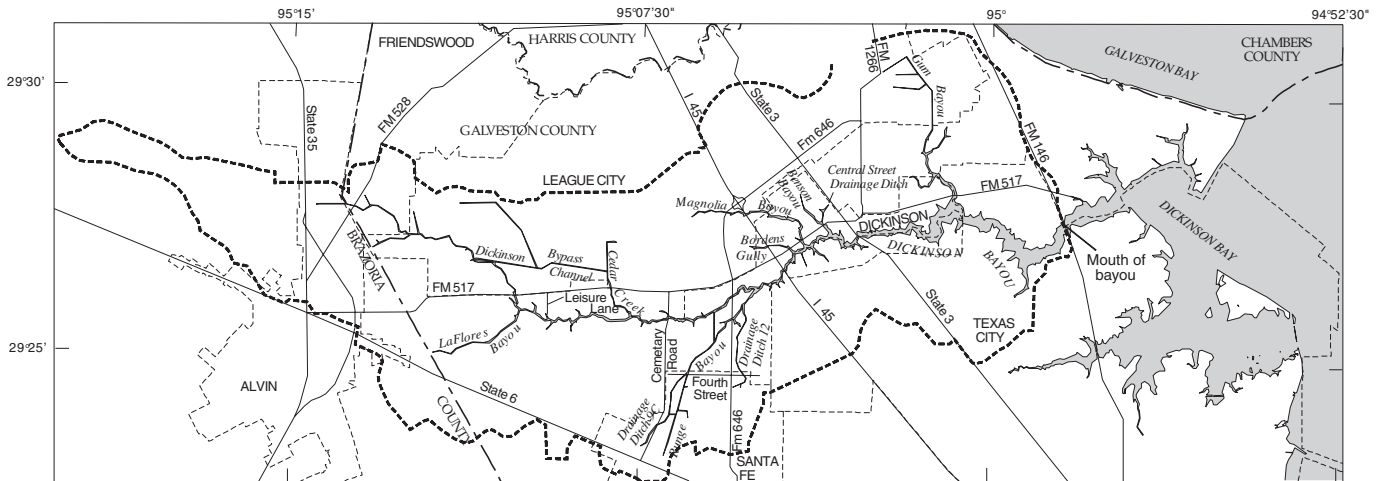 95°15'
95°07'30"
95°
94°52'30"
29°30'
29°25'
FRIENDSWOOD
HARRIS COUNTY
FM 1266
Gum
Bayou
GALVESTON BAY
CHAMBERS
COUNTY
State 35
FM 528
GALVESTON COUNTY
I 45
State 3
Fm 646
FM 146
LEAGUE CITY
Benson
Bayou
Central Street
Drainage Ditch
FM 517
Magnolia
Bayou
DICKINSON
DICKINSON
BAYOU
DICKINSON BAY
Bordens
Gully
Mouth of
bayou
BRAZORIA
COUNTY
Dickinson
Bypass
Channel
Cedar
Creek
FM 517
Leisure
Lane
I 45
State 3
TEXAS
CITY
LaFlores
Bayou
Cemetary
Road
Bayou
Drainage
Ditch 12
ALVIN
State 6
Fourth
Street
Drainage
Ditch 9C
Runge
Fm 646
SANTA
FE